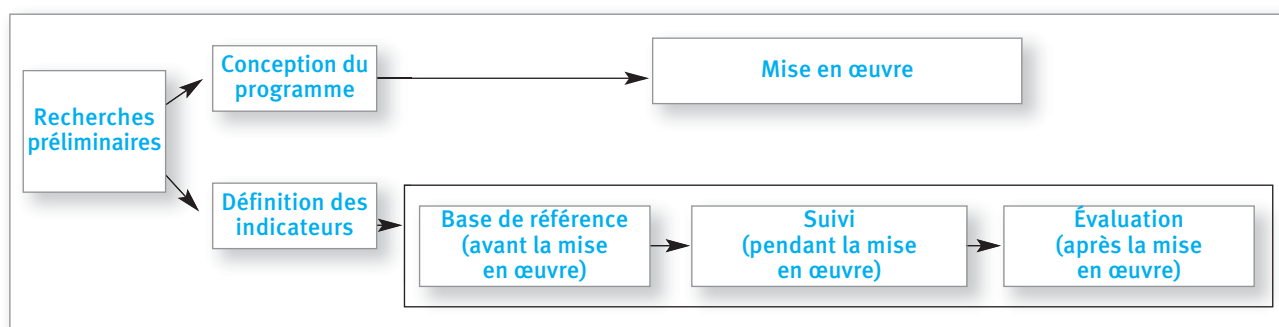 Recherches
préliminaires
Conception du
programme
Mise en œuvre
Définition des
indicateurs
Base de référence
(avant la mise
en œuvre)
Suivi
(pendant la mise
en œuvre)
Évaluation
(après la mise
en œuvre)